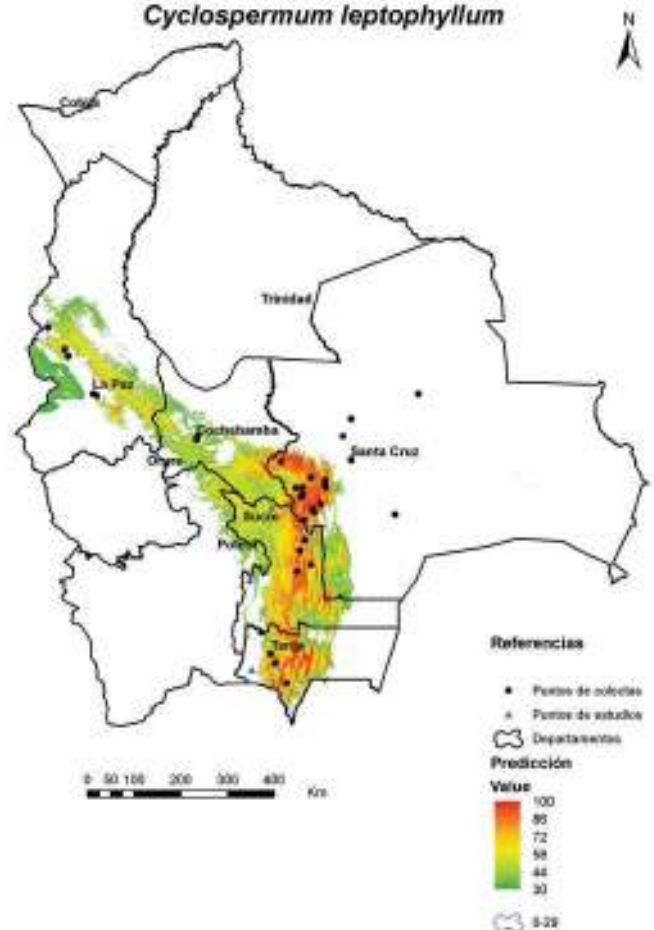 Cyclospermum leptophyllum
N
Cobija
Trinidad
La Paz
Cochabamba
Oruro
Santa Cruz
Sucre
Potosí
Tarija
Referencias
Puntos de colectas
Puntos de estudios
Departamentos
Predicción
Value
100
86
72
58
44
30
0-29
0 50 100 200 300 400
Km